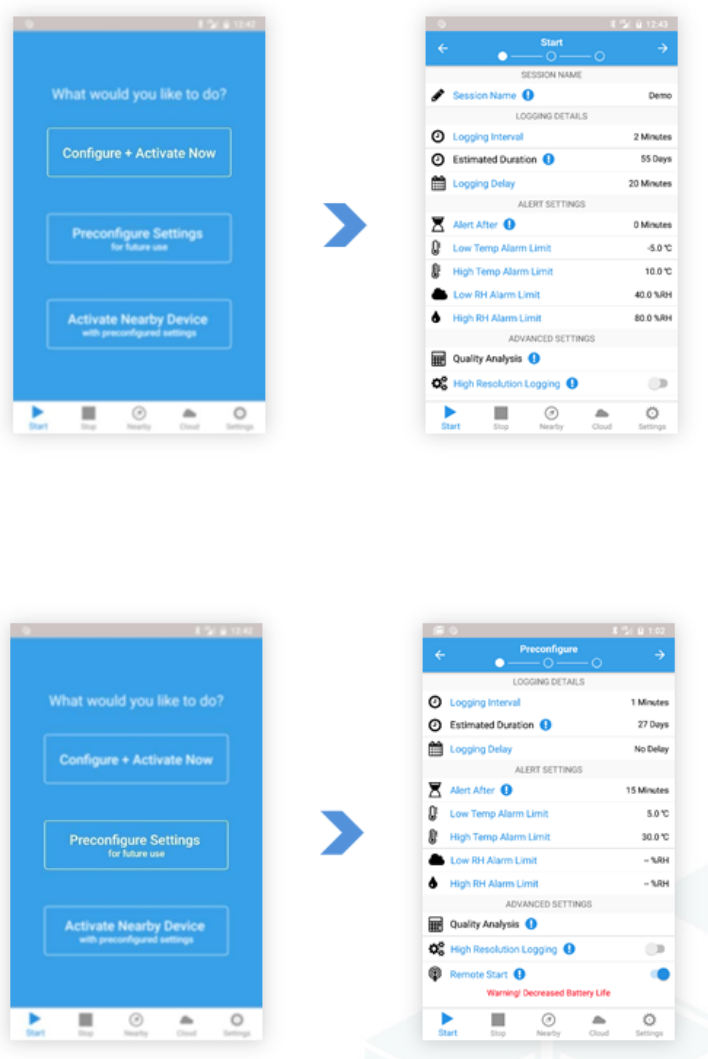 12:42
What would you like to do?
Configure + Activate Now
Preconfigure Settings
for future use
Activate Nearby Device
with preconfigured settings
Start Stop Nearby Cloud Settings
12:43
Start
SESSION NAME
Session Name Demo
LOGGING DETAILS
Logging Interval 2 Minutes
Estimated Duration 55 Days
Logging Delay 20 Minutes
ALERT SETTINGS
Alert After 0 Minutes
Low Temp Alarm Limit -5.0 °C
High Temp Alarm Limit 10.0 °C
Low RH Alarm Limit 40.0 %RH
High RH Alarm Limit 80.0 %RH
ADVANCED SETTINGS
Quality Analysis
High Resolution Logging
Start Stop Nearby Cloud Settings
12:42
What would you like to do?
Configure + Activate Now
Preconfigure Settings
for future use
Activate Nearby Device
with preconfigured settings
Start Stop Nearby Cloud Settings
1:02
Preconfigure
LOGGING DETAILS
Logging Interval 1 Minutes
Estimated Duration 27 Days
Logging Delay No Delay
ALERT SETTINGS
Alert After 15 Minutes
Low Temp Alarm Limit 5.0 °C
High Temp Alarm Limit 30.0 °C
Low RH Alarm Limit -- %RH
High RH Alarm Limit -- %RH
ADVANCED SETTINGS
Quality Analysis
High Resolution Logging
Remote Start
Warning! Decreased Battery Life
Start Stop Nearby Cloud Settings